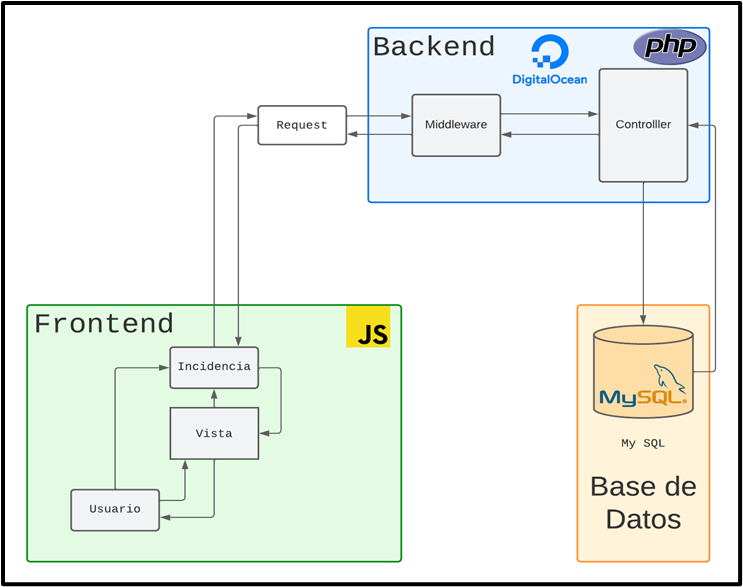 Backend
DigitalOcean
php
Request
Middleware
Controlller
Frontend
JS
Incidencia
Vista
Usuario
MySQL®
My SQL
Base de
Datos